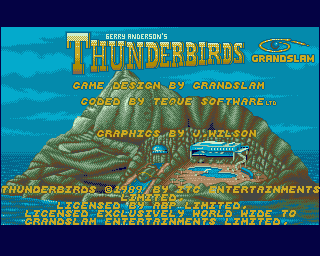 GERRY ANDERSON'S
THUNDERBIRDS
GRANDSLAM
GAME DESIGN BY GRANDSLAM
CODED BY TEQUE SOFTWARE LTD
GRAPHICS BY J.WILSON
THUNDERBIRDS ©1989 BY ITC ENTERTAINMENTS
LIMITED.
LICENSED BY ABP LIMITED,
LICENSED EXCLUSIVELY WORLD WIDE TO
GRANDSLAM ENTERTAINMENTS LIMITED,